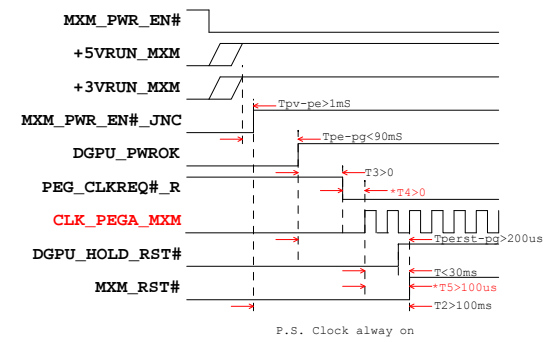 MXM_PWR_EN#
+5VRUN_MXM
+3VRUN_MXM
Tpv-pe>1mS
MXM_PWR_EN#_JNC
Tpe-pg<90mS
DGPU_PWROK
T3>0
PEG_CLKREQ#_R
*T4>0
CLK_PEGA_MXM
Tperst-pg>200us
DGPU_HOLD_RST#
T<30ms
MXM_RST#
*T5>100us
T2>100ms
P.S. Clock alway on